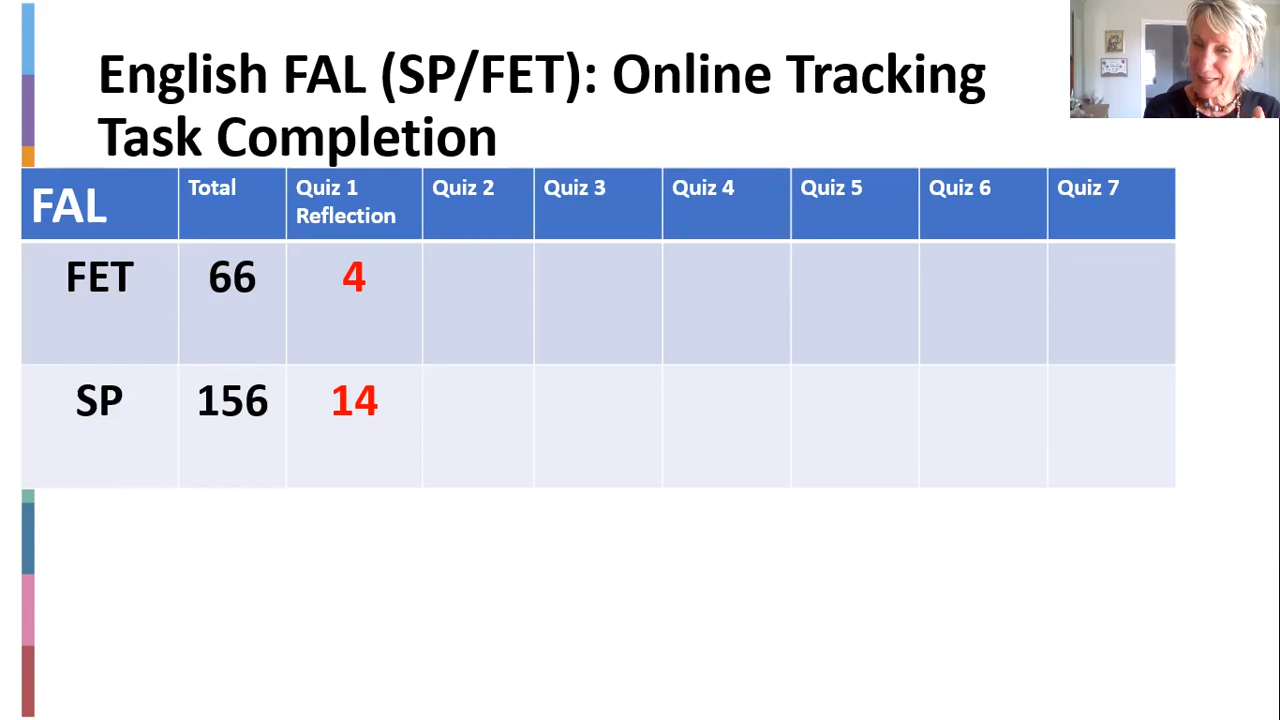 English FAL (SP/FET): Online Tracking
Task Completion
FAL Total Quiz 1 Quiz 2 Quiz 3 Quiz 4 Quiz 5 Quiz 6 Quiz 7
Reflection
FET 66 4
SP 156 14